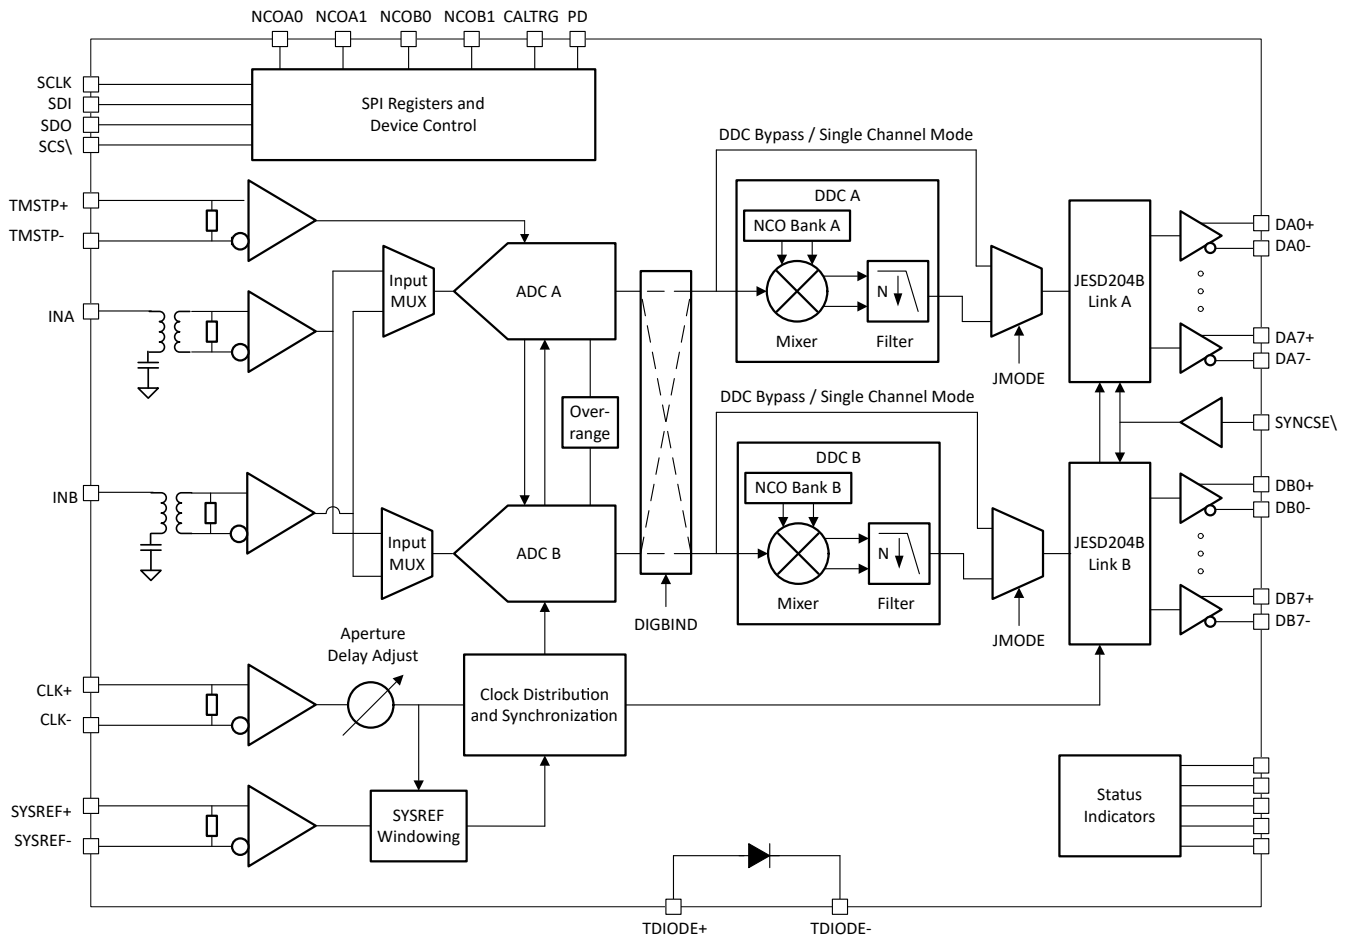 NCOA0 NCOA1 NCOB0 NCOB1 CALTRG PD
SCLK
SDI
SDO
SCS\
SPI Registers and
Device Control
DDC Bypass / Single Channel Mode
TMSTP+
TMSTP-
DDC A
NCO Bank A
Mixer
N
Filter
INA
Input
MUX
ADC A
JMODE
JESD204B
Link A
DA0+
DA0-
DA7+
DA7-
Over-
range
DDC Bypass / Single Channel Mode
SYNCSE\
DDC B
NCO Bank B
Mixer
N
Filter
INB
Input
MUX
ADC B
DIGBIND
JMODE
JESD204B
Link B
DB0+
DB0-
DB7+
DB7-
Aperture
Delay Adjust
CLK+
CLK-
Clock Distribution
and Synchronization
SYSREF+
SYSREF-
SYSREF
Windowing
Status
Indicators
TDIODE+
TDIODE-